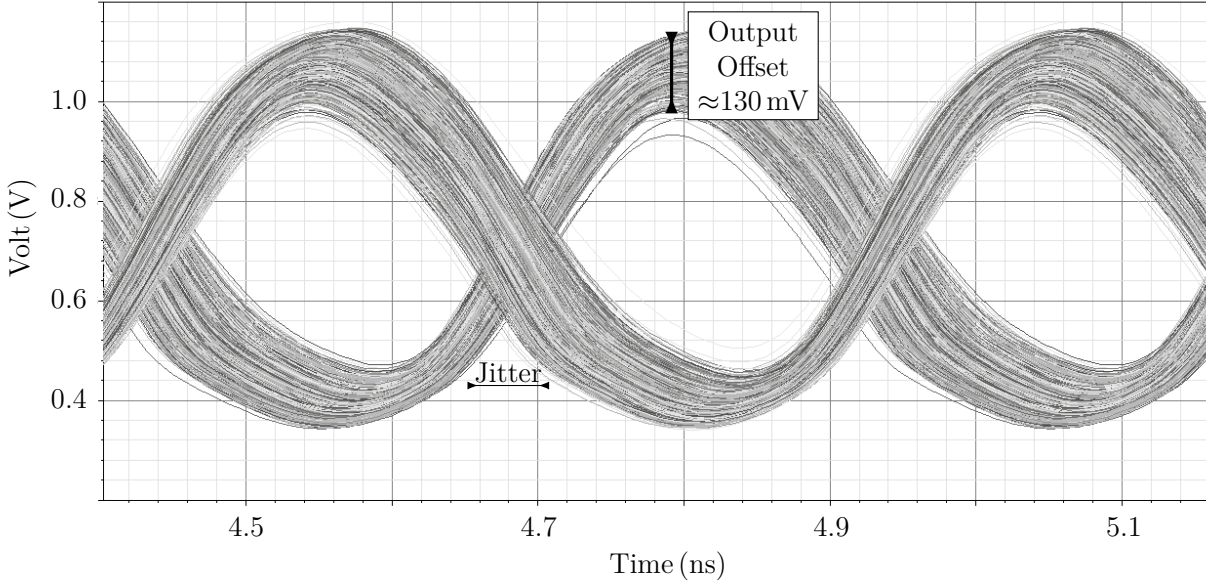 Output
Offset
≈130 mV
1.0
0.8
0.6
0.4
Volt (V)
Jitter
4.5
4.7
4.9
5.1
Time (ns)